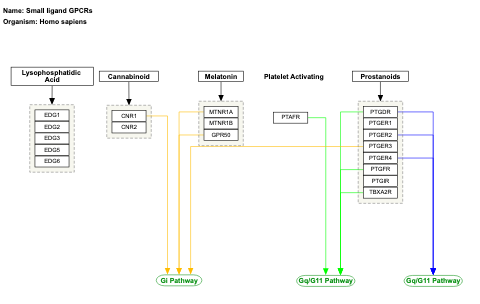 Name: Small ligand GPCRs
Organism: Homo sapiens
Lysophosphatidic
Acid
Cannabinoid
Melatonin
Platelet Activating
Prostanoids
EDG1
EDG2
EDG3
EDG5
EDG6
CNR1
CNR2
MTNR1A
MTNR1B
GPR50
PTAFR
PTGDR
PTGER1
PTGER2
PTGER3
PTGER4
PTGFR
PTGIR
TBXA2R
Gi Pathway
Gq/G11 Pathway
Gq/G11 Pathway